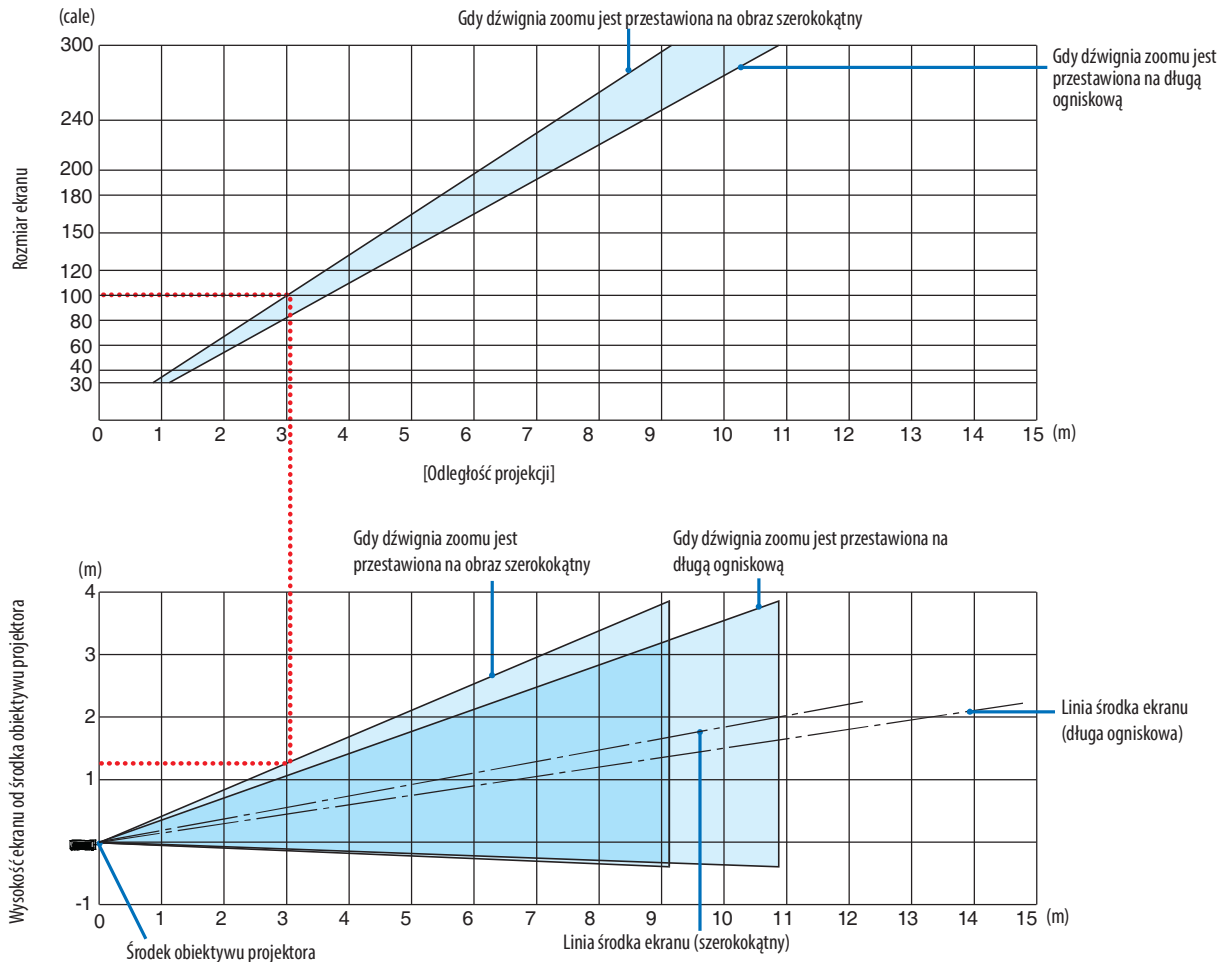 (cale)
Gdy dźwignia zoomu jest przestawiona na obraz szerokokątny
300
Gdy dźwignia zoomu jest
przestawiona na długą
ogniskową
240
200
180
150
120
100
80
60
40
30
Rozmiar ekranu
0 1 2 3 4 5 6 7 8 9 10 11 12 13 14 15 (m)
[Odległość projekcji]
Gdy dźwignia zoomu jest
przestawiona na obraz szerokokątny
Gdy dźwignia zoomu jest przestawiona na
długą ogniskową
(m)
4
3
2
1
0
-1
Wysokość ekranu od środka obiektywu projektora
Linia środka ekranu
(długa ogniskowa)
0 1 2 3 4 5 6 7 8 9 10 11 12 13 14 15 (m)
Środek obiektywu projektora
Linia środka ekranu (szerokokątny)